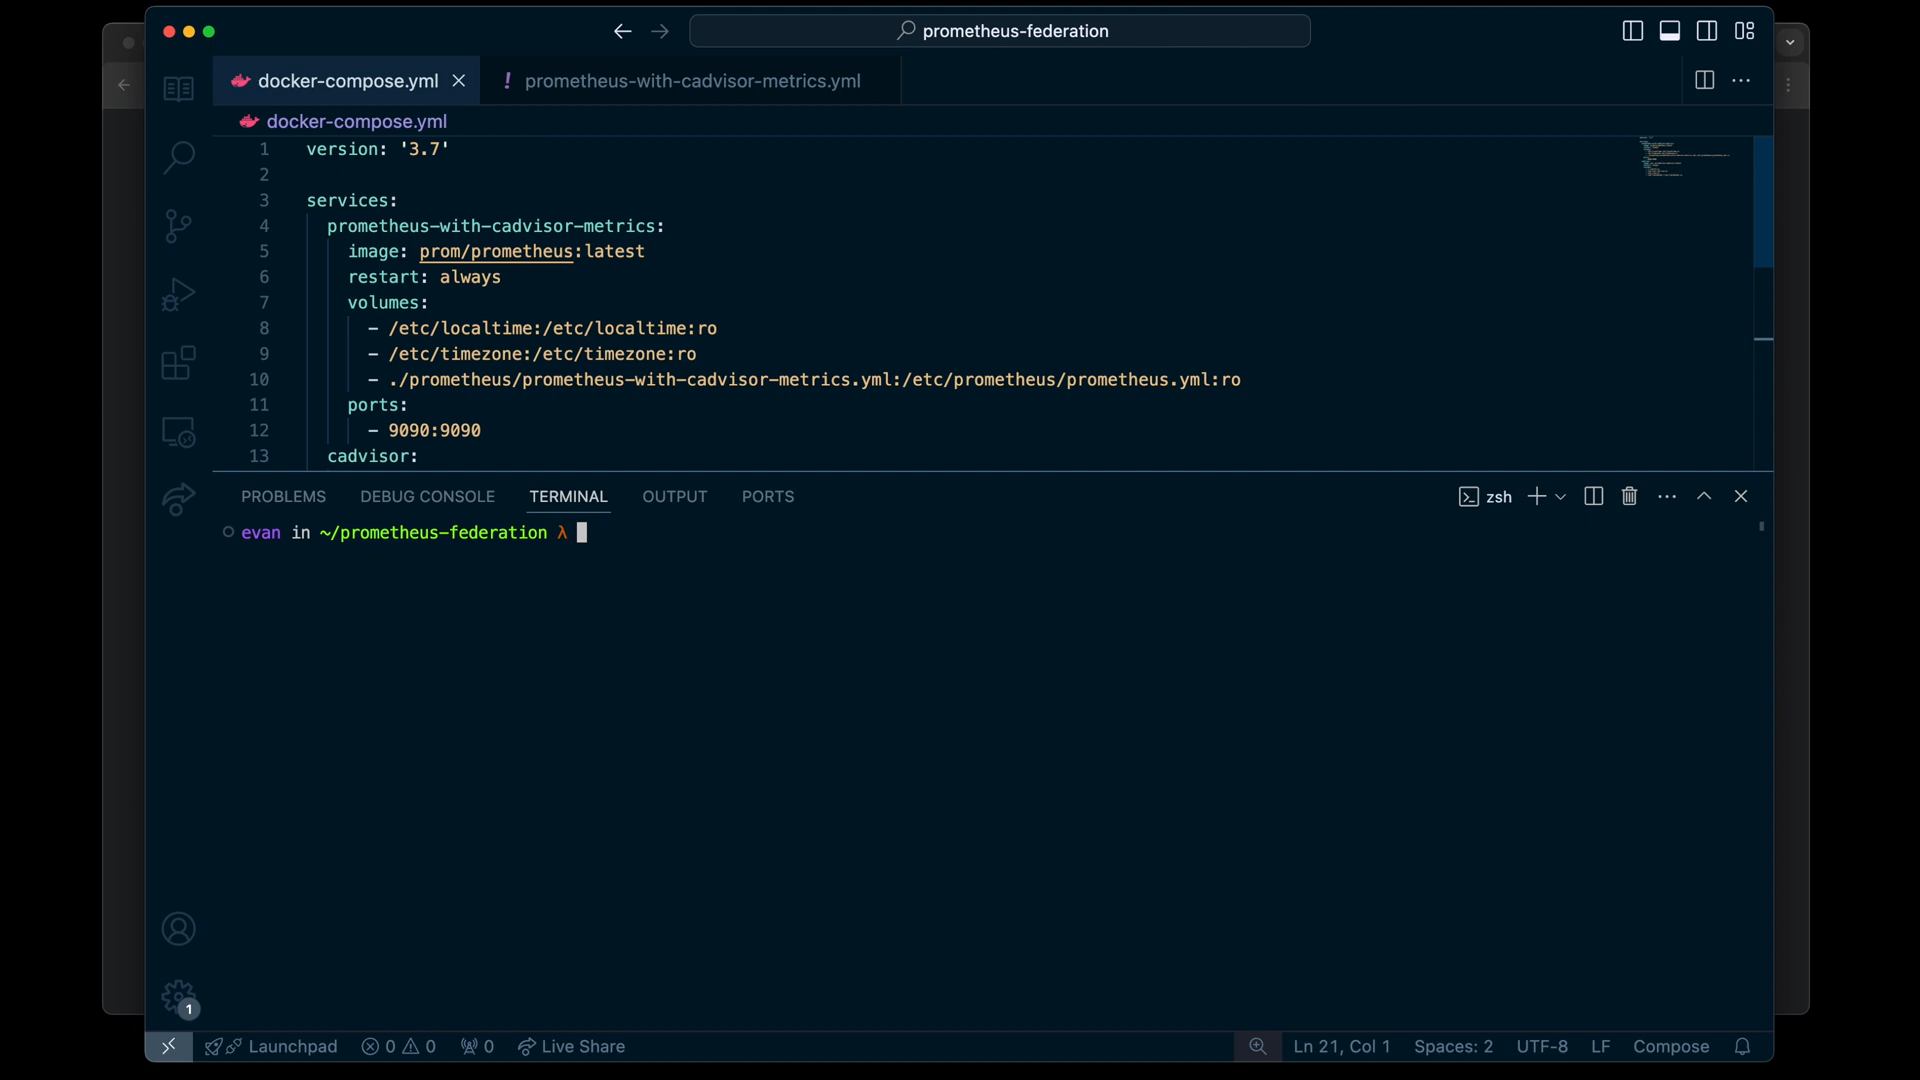 prometheus-federation
docker-compose.yml
! prometheus-with-cadvisor-metrics.yml
docker-compose.yml
1 version: '3.7'
2
3 services:
4 prometheus-with-cadvisor-metrics:
5 image: prom/prometheus:latest
6 restart: always
7 volumes:
8 - /etc/localtime:/etc/localtime:ro
9 - /etc/timezone:/etc/timezone:ro
10 - ./prometheus/prometheus-with-cadvisor-metrics.yml:/etc/prometheus/prometheus.yml:ro
11 ports:
12 - 9090:9090
13 cadvisor:
PROBLEMS DEBUG CONSOLE TERMINAL OUTPUT PORTS zsh
evan in ~/prometheus-federation λ
1
Launchpad 0 0 0 Live Share Ln 21, Col 1 Spaces: 2 UTF-8 LF Compose